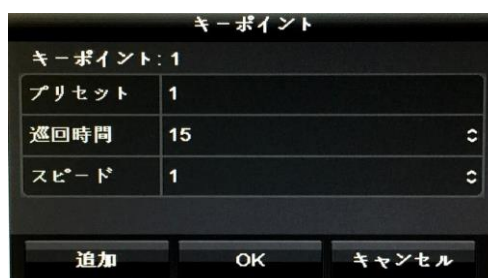 キーポイント
キーポイント:1
プリセット 1
巡回時間 15
スピード 1
追加 OK キャンセル